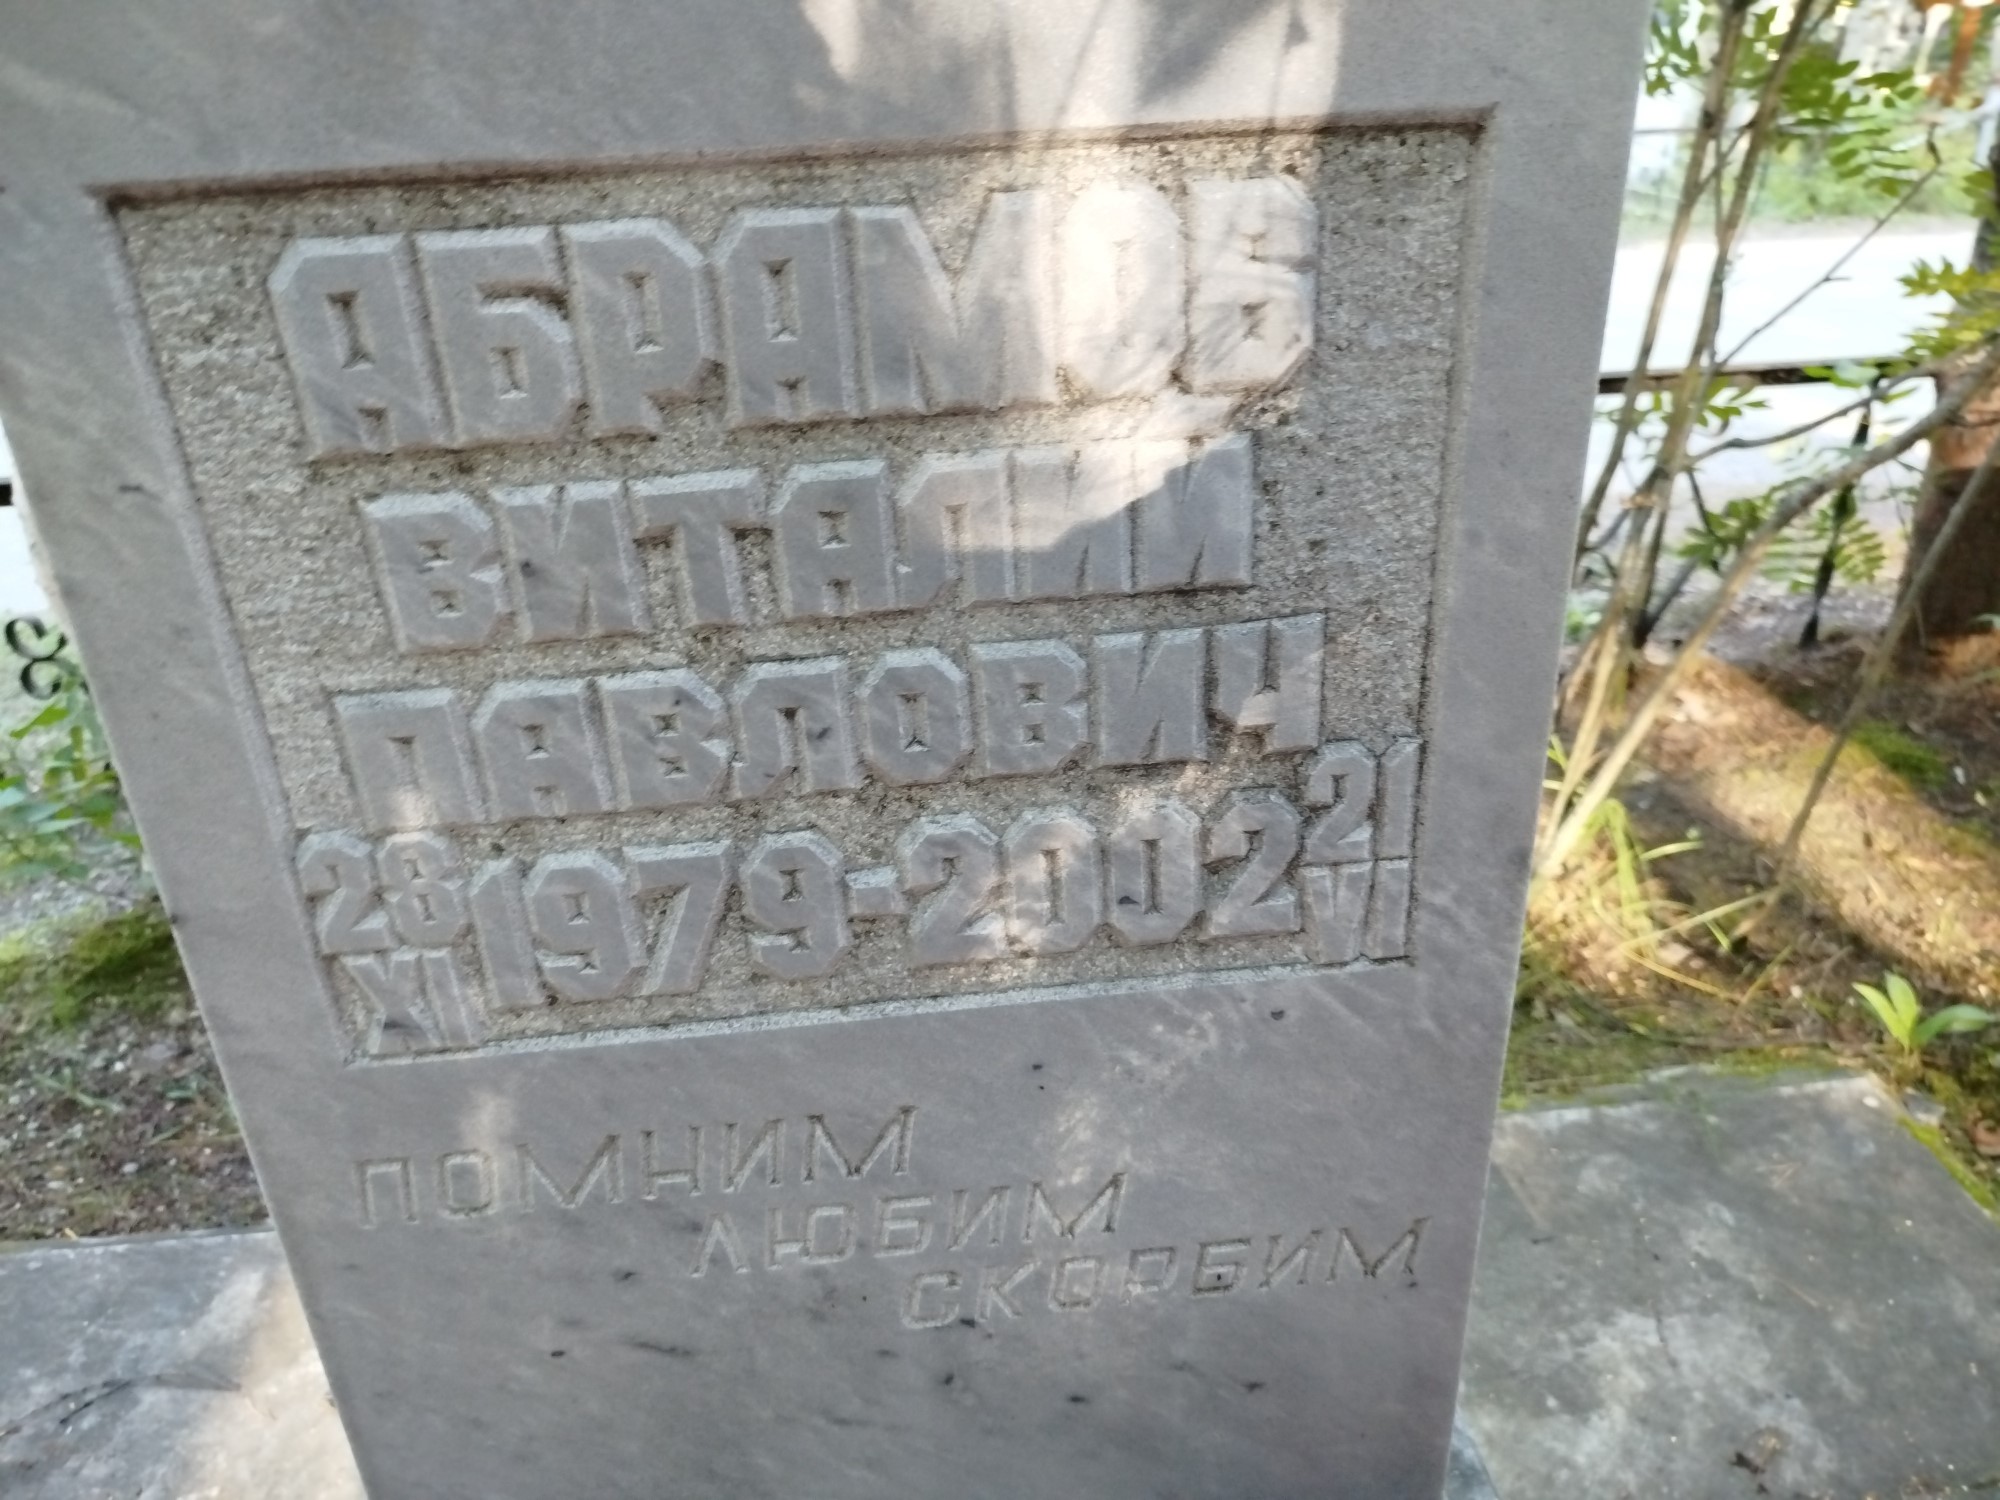 АБРАМОВ
ВИТАЛИЙ
ПАВЛОВИЧ
28 XI 1979-2002 21 VI
ПОМНИМ
ЛЮБИМ
СКОРБИМ